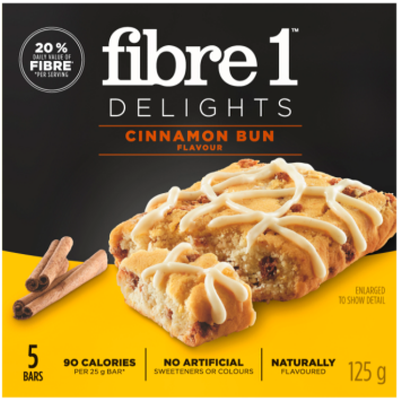 20 %
DAILY VALUE OF
FIBRE*
*PER SERVING
fibre 1™
DELIGHTS
CINNAMON BUN
FLAVOUR
ENLARGED
TO SHOW DETAIL
5
BARS
90 CALORIES
PER 25 g BAR*
NO ARTIFICIAL
SWEETENERS OR COLOURS
NATURALLY
FLAVOURED
125 g